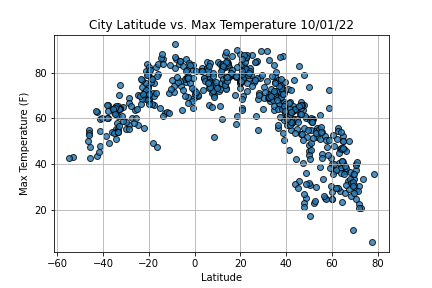 City Latitude vs. Max Temperature 10/01/22
Max Temperature (F)
80
60
40
20
−60 −40 −20 0 20 40 60 80
Latitude